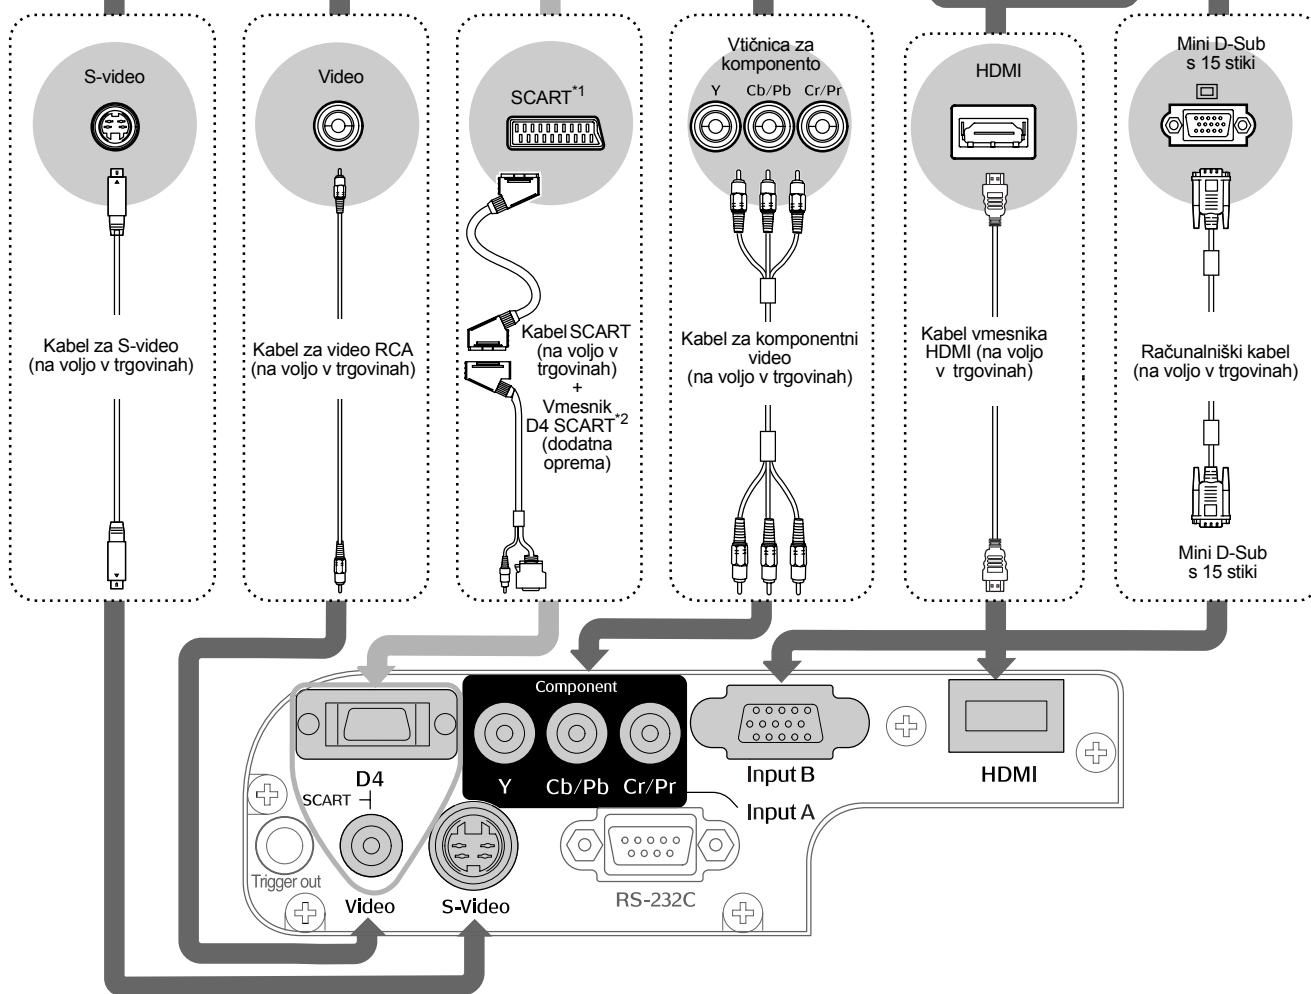 S-video
Kabel za S-video
(na voljo v trgovinah)
Video
Kabel za video RCA
(na voljo v trgovinah)
SCART*1
Kabel SCART
(na voljo v
trgovinah)
+
Vmesnik
D4 SCART*2
(dodatna
oprema)
Vtičnica za
komponento
Y Cb/Pb Cr/Pr
Kabel za komponentni
video
(na voljo v trgovinah)
HDMI
Kabel vmesnika
HDMI (na voljo
v trgovinah)
Mini D-Sub
s 15 stiki
Računalniški kabel
(na voljo v trgovinah)
Mini D-Sub
s 15 stiki
Component
Y Cb/Pb Cr/Pr
D4
SCART
Input B
HDMI
Input A
Trigger out
Video
S-Video
RS-232C